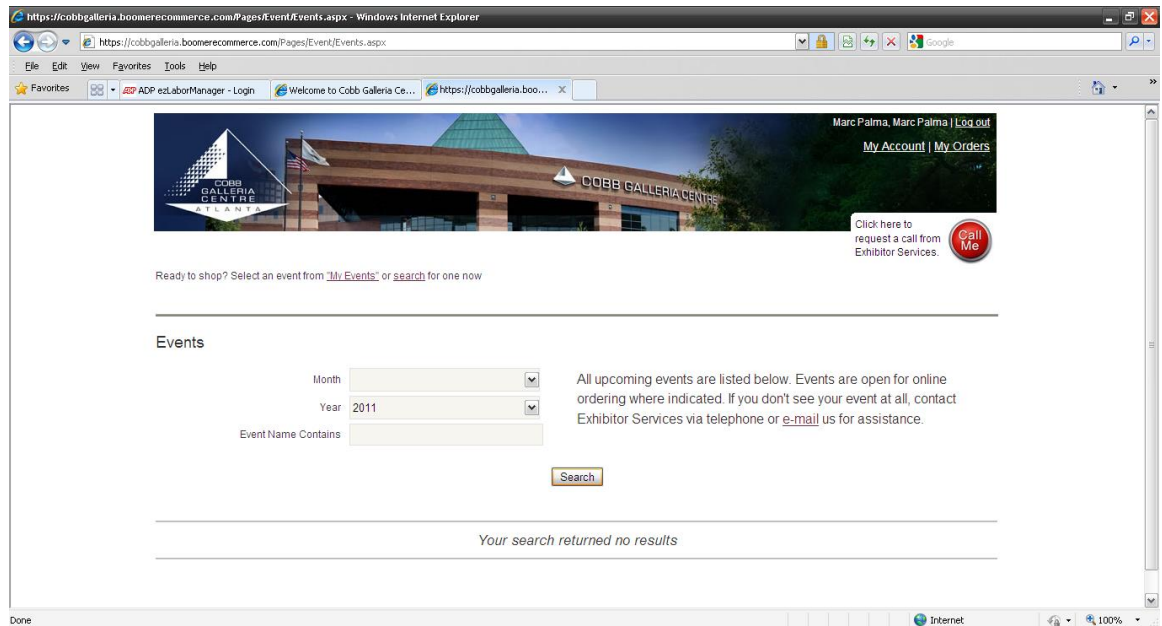 https://cobbgalleria.boomerecommerce.com/Pages/Event/Events.aspx - Windows Internet Explorer
https://cobbgalleria.boomerecommerce.com/Pages/Event/Events.aspx
Google
File Edit View Favorites Tools Help
Favorites
ADP ezLaborManager - Login
Welcome to Cobb Galleria Ce...
https://cobbgalleria.boo...
Marc Palma, Marc Palma | Log out
My Account | My Orders
COBB
GALLERIA
CENTRE
ATLANTA
COBB GALLERIA CENTRE
Click here to
request a call from
Exhibitor Services.
Call
Me
Ready to shop? Select an event from "My Events" or search for one now
Events
Month
Year 2011
Event Name Contains
All upcoming events are listed below. Events are open for online
ordering where indicated. If you don't see your event at all, contact
Exhibitor Services via telephone or e-mail us for assistance.
Search
Your search returned no results
Done
Internet
100%